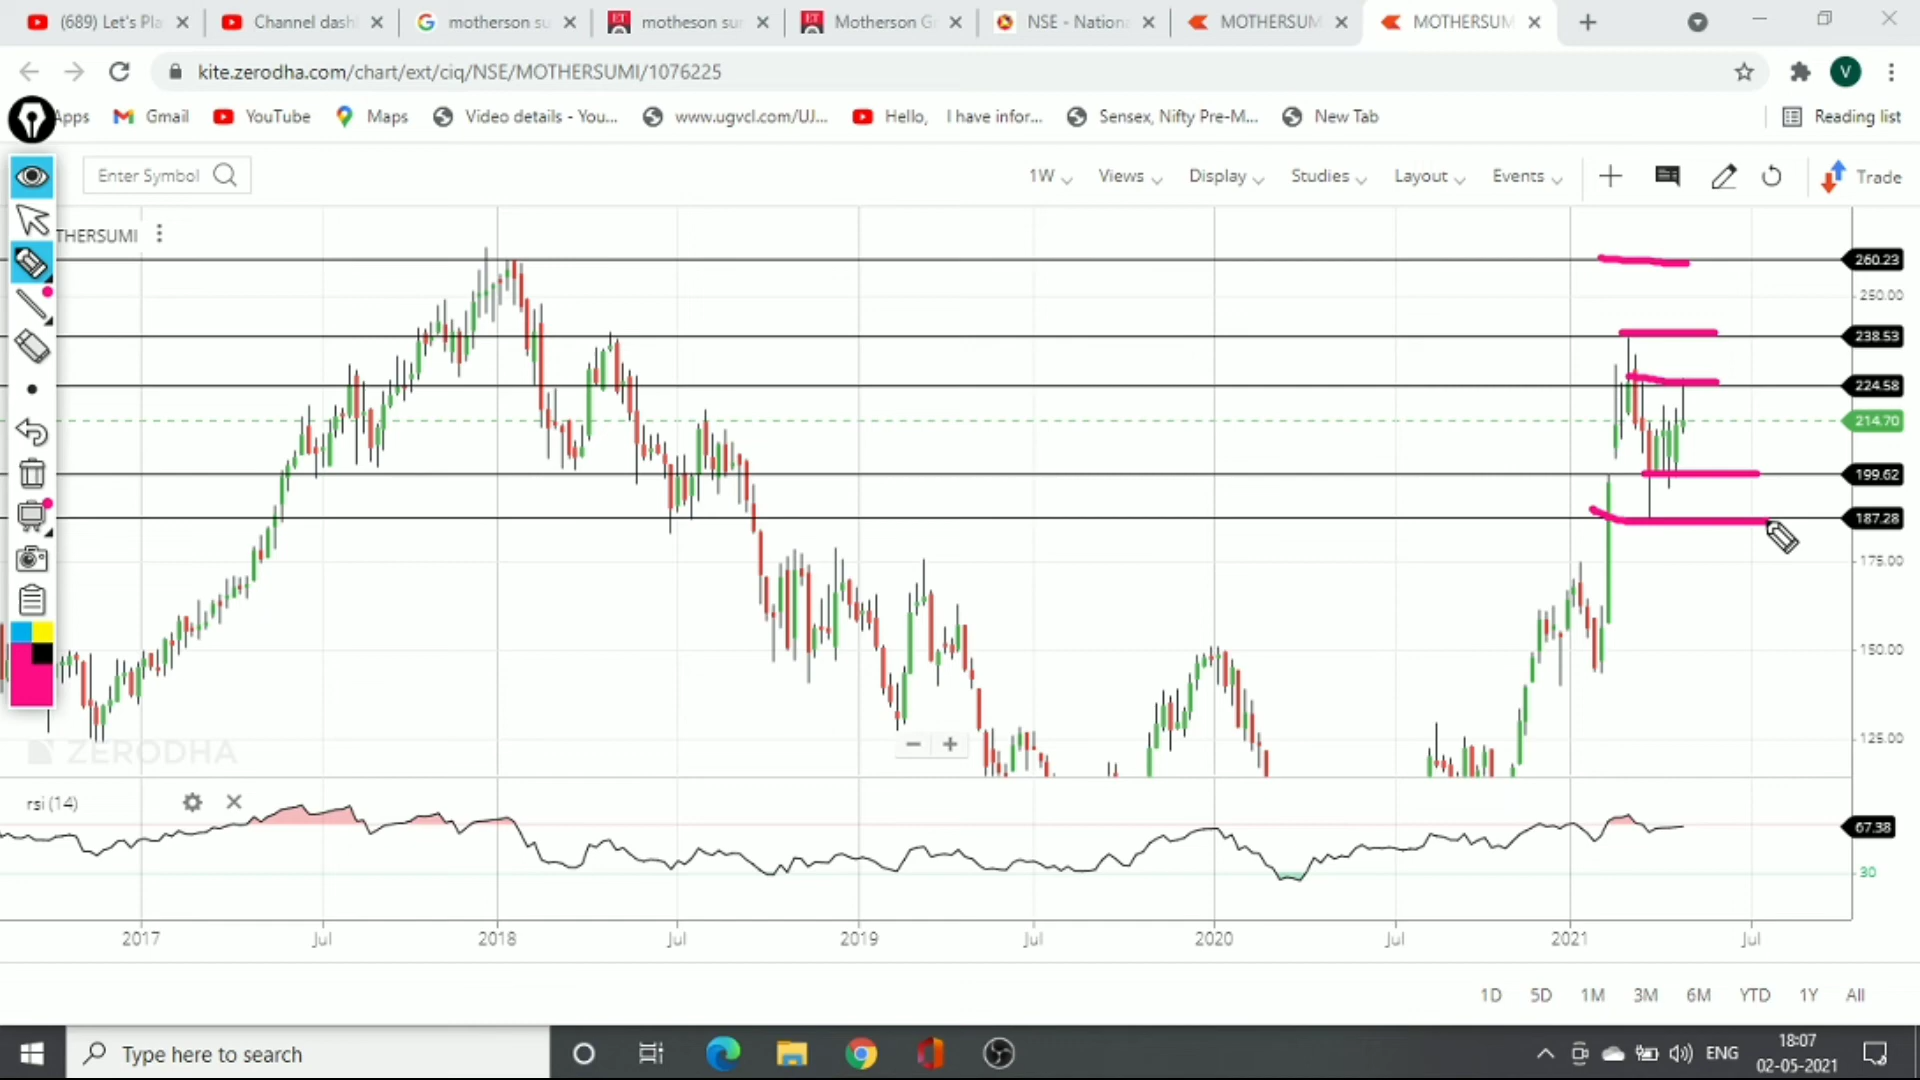 (689) Let's Pla
Channel dash
motherson su
motheson sur
Motherson G
NSE - Nationa
MOTHERSUM
MOTHERSUM
kite.zerodha.com/chart/ext/ciq/NSE/MOTHERSUMI/1076225
V
Apps
Gmail
YouTube
Maps
Video details - You...
www.ugvcl.com/UJ...
Hello, I have infor...
Sensex, Nifty Pre-M...
New Tab
Reading list
Enter Symbol
1W
Views
Display
Studies
Layout
Events
Trade
THERSUMI
260.23
250.00
238.53
224.58
214.70
199.62
187.28
175.00
150.00
125.00
ZERODHA
rsi (14)
67.38
30
2017
Jul
2018
Jul
2019
Jul
2020
Jul
2021
Jul
1D 5D 1M 3M 6M YTD 1Y All
Type here to search
ENG
18:07
02-05-2021